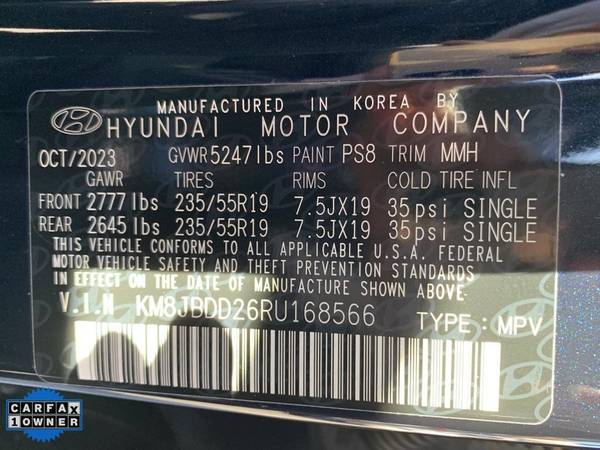 MANUFACTURED IN KOREA BY
HYUNDAI MOTOR COMPANY
OCT/2023 GVWR 5247lbs PAINT PS8 TRIM MMH
GAWR TIRES RIMS COLD TIRE INFL
FRONT 2777lbs 235/55R19 7.5JX19 35psi SINGLE
REAR 2645lbs 235/55R19 7.5JX19 35psi SINGLE
THIS VEHICLE CONFORMS TO ALL APPLICABLE U.S.A. FEDERAL
MOTOR VEHICLE SAFETY AND THEFT PREVENTION STANDARDS
IN EFFECT ON THE DATE OF MANUFACTURE SHOWN ABOVE.
V.I.N KM8JBDD26RU168566 TYPE: MPV
CARFAX
1 OWNER